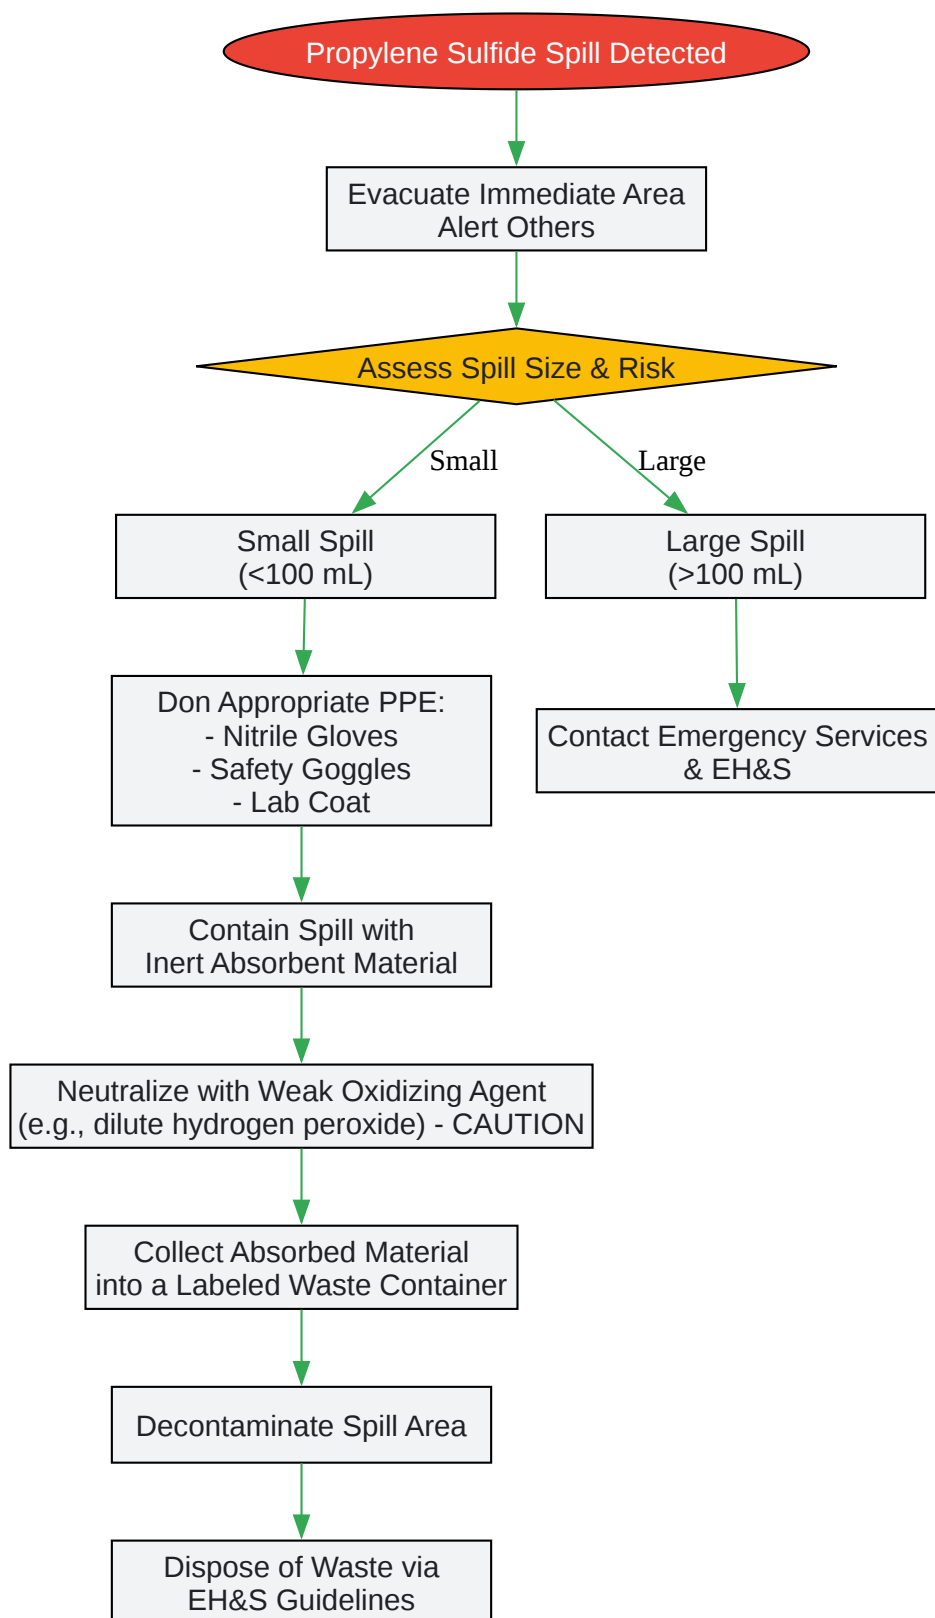 Propylene Sulfide Spill Detected
Evacuate Immediate Area
Alert Others
Assess Spill Size & Risk
Small
Large
Small Spill
(<100 mL)
Large Spill
(>100 mL)
Don Appropriate PPE:
- Nitrile Gloves
- Safety Goggles
- Lab Coat
Contact Emergency Services
& EH&S
Contain Spill with
Inert Absorbent Material
Neutralize with Weak Oxidizing Agent
(e.g., dilute hydrogen peroxide) - CAUTION
Collect Absorbed Material
into a Labeled Waste Container
Decontaminate Spill Area
Dispose of Waste via
EH&S Guidelines